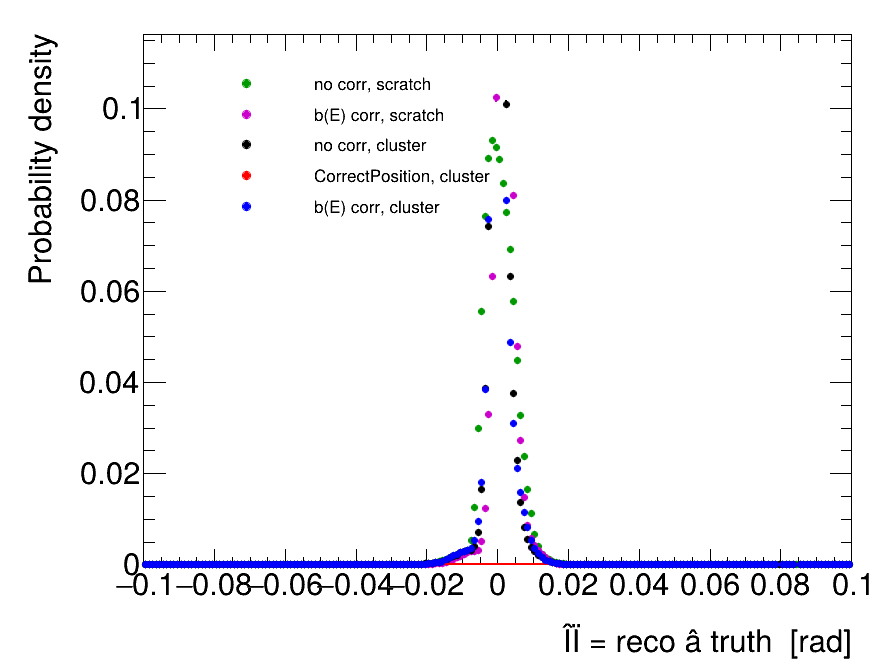 Probability density
no corr, scratch
b(E) corr, scratch
no corr, cluster
CorrectPosition, cluster
b(E) corr, cluster
0.1
0.08
0.06
0.04
0.02
0
−0.1 −0.08 −0.06 −0.04 −0.02 0 0.02 0.04 0.06 0.08 0.1
ÎÏ = reco â truth [rad]